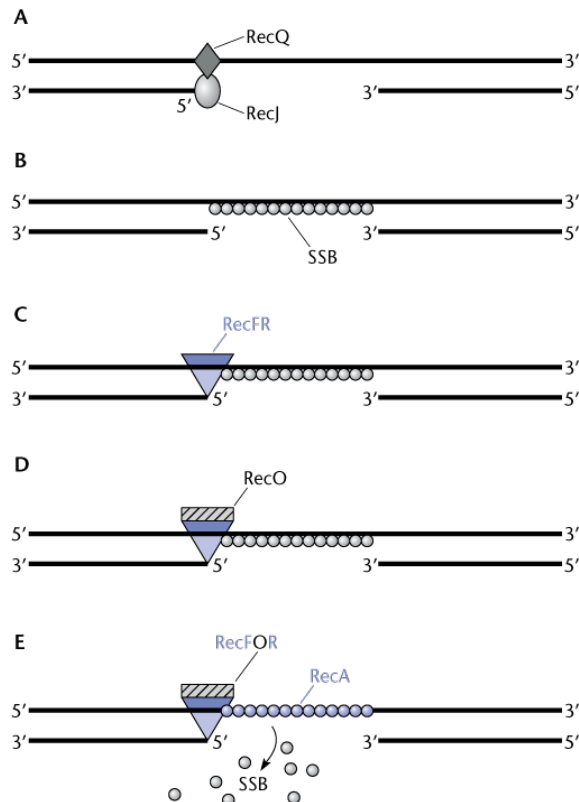 A
RecQ
5′ 3′
3′ 5′ 3′ 5′
RecJ
B
5′ 3′
3′ 5′ 3′ 5′
SSB
C
RecFR
5′ 3′
3′ 5′ 3′ 5′
D
RecO
5′ 3′
3′ 5′ 3′ 5′
E
RecFOR
RecA
5′ 3′
3′ 5′ 3′ 5′
SSB